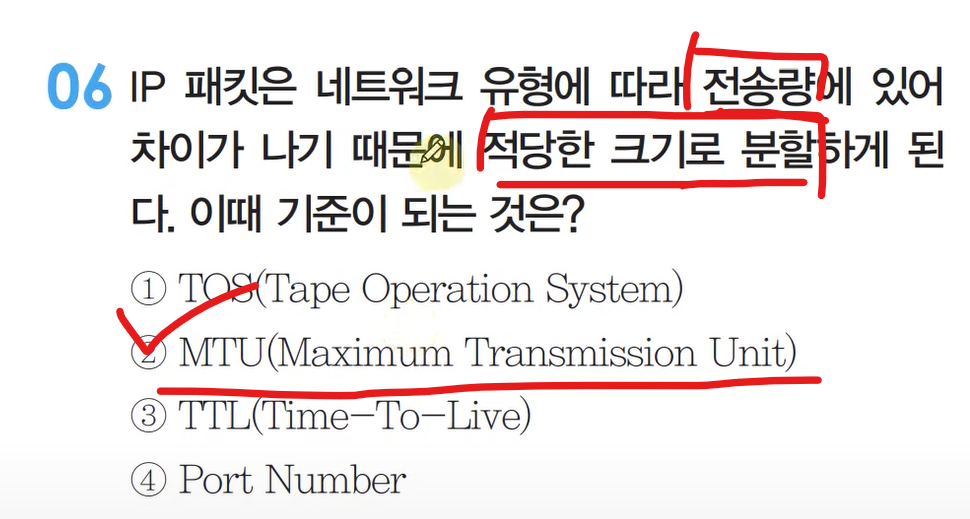 06 IP 패킷은 네트워크 유형에 따라 전송량에 있어
차이가 나기 때문에 적당한 크기로 분할하게 된
다. 이때 기준이 되는 것은?
① TOS(Tape Operation System)
② MTU(Maximum Transmission Unit)
③ TTL(Time-To-Live)
④ Port Number